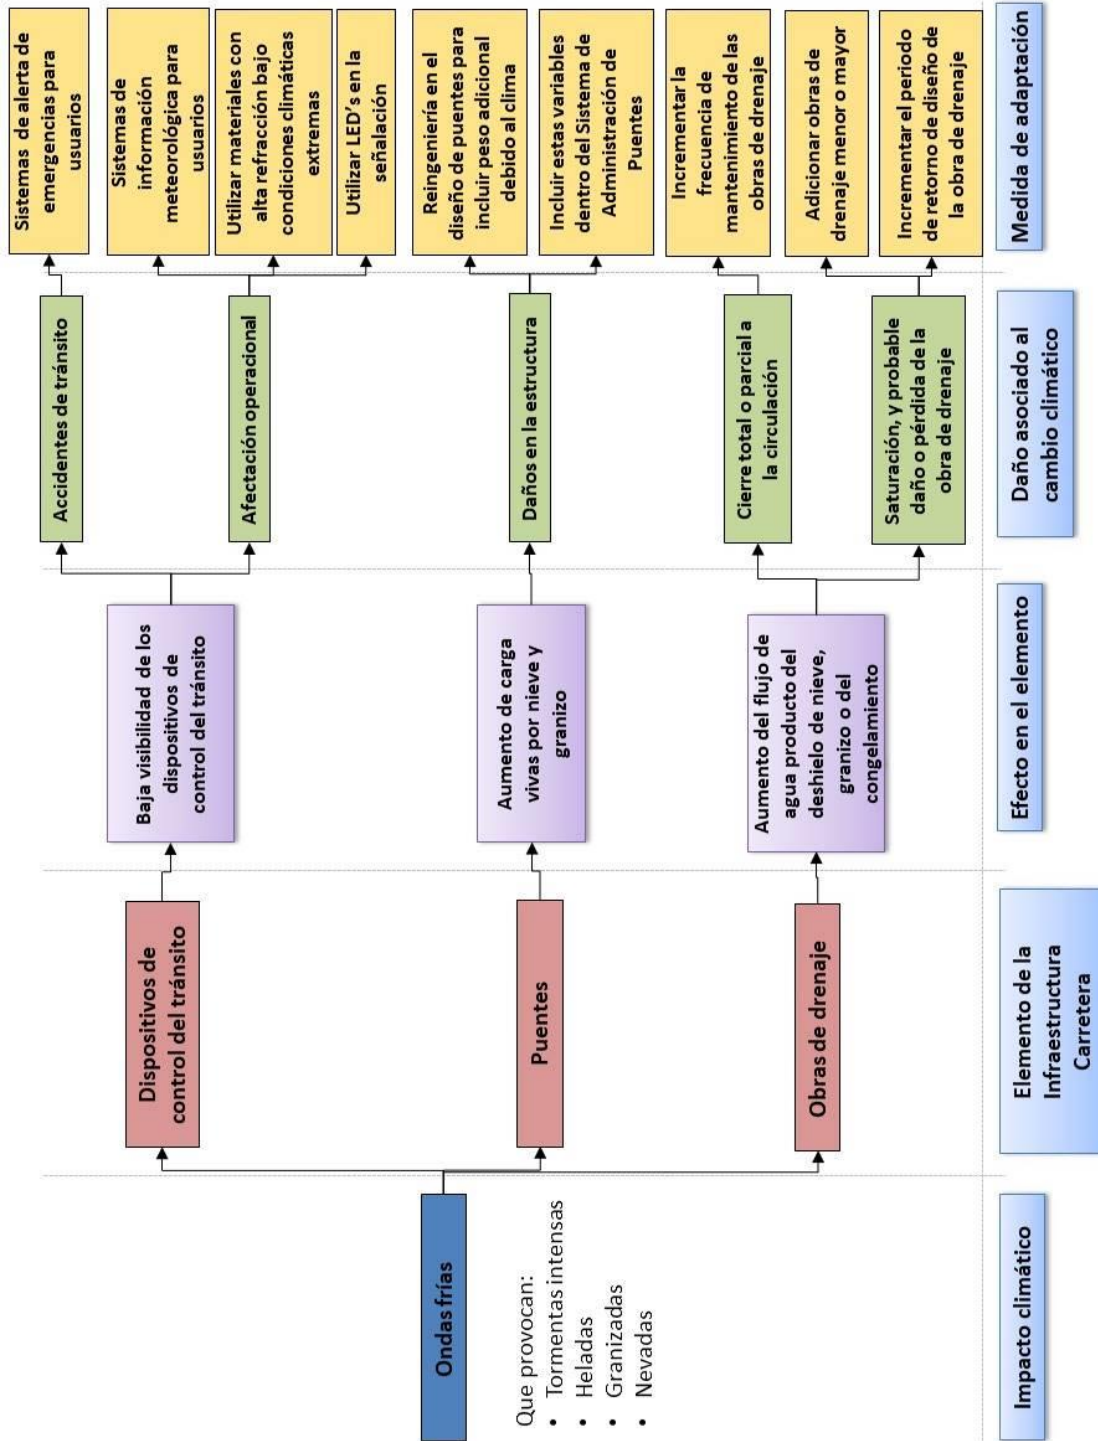 Ondas frías
Que provocan:
• Tormentas intensas
• Heladas
• Granizadas
• Nevadas
Impacto climático
Dispositivos de
control del tránsito
Puentes
Obras de drenaje
Elemento de la
Infraestructura
Carretera
Baja visibilidad de los
dispositivos de
control del tránsito
Aumento de carga
vivas por nieve y
granizo
Aumento del flujo de
agua producto del
deshielo de nieve,
granizo o del
congelamiento
Efecto en el elemento
Accidentes de tránsito
Afectación operacional
Daños en la estructura
Cierre total o parcial a
la circulación
Saturación, y probable
daño o pérdida de la
obra de drenaje
Daño asociado al
cambio climático
Sistemas de alerta de
emergencias para
usuarios
Sistemas de
información
meteorológica para
usuarios
Utilizar materiales con
alta refracción bajo
condiciones climáticas
extremas
Utilizar LED's en la
señalación
Reingeniería en el
diseño de puentes para
incluir peso adicional
debido al clima
Incluir estas variables
dentro del Sistema de
Administración de
Puentes
Incrementar la
frecuencia de
mantenimiento de las
obras de drenaje
Adicionar obras de
drenaje menor o mayor
Incrementar el periodo
de retorno de diseño de
la obra de drenaje
Medida de adaptación